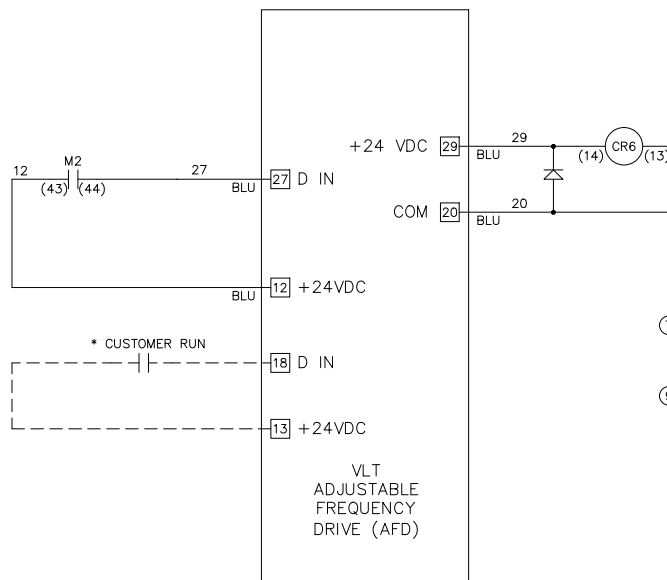 +24 VDC 29 29
BLU
(14) CR6 (13)
M2
12 27
(43) (44)
BLU
27 D IN
COM 20 20
BLU
12 +24VDC
BLU
* CUSTOMER RUN
18 D IN
13 +24VDC
VLT
ADJUSTABLE
FREQUENCY
DRIVE (AFD)